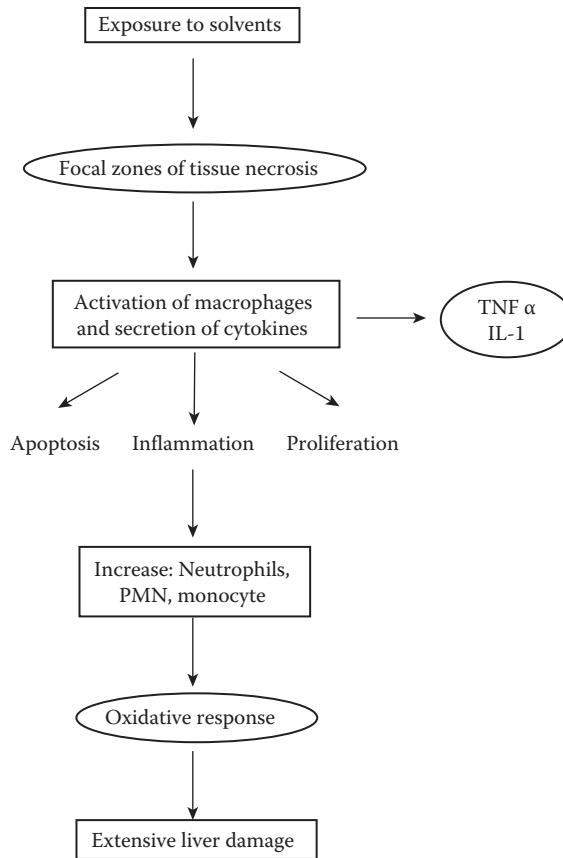 Exposure to solvents
Focal zones of tissue necrosis
Activation of macrophages
and secretion of cytokines
TNF α
IL-1
Apoptosis
Inflammation
Proliferation
Increase: Neutrophils,
PMN, monocyte
Oxidative response
Extensive liver damage